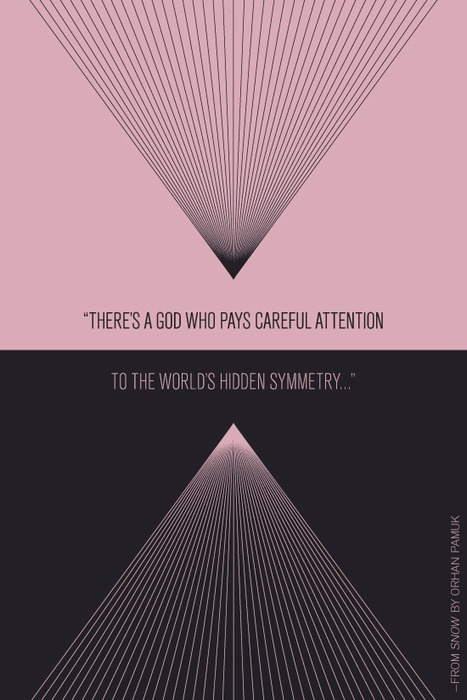 “THERE’S A GOD WHO PAYS CAREFUL ATTENTION
TO THE WORLD’S HIDDEN SYMMETRY...”
–FROM SNOW BY ORHAN PAMUK